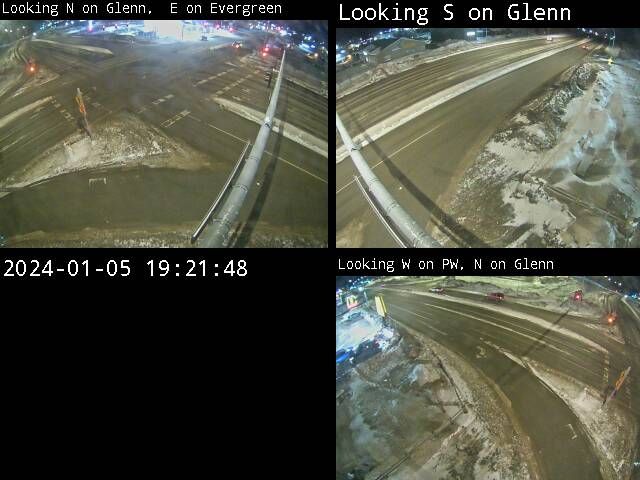 Looking N on Glenn,  E on Evergreen
Looking S on Glenn
2024-01-05 19:21:48
Looking W on PW, N on Glenn